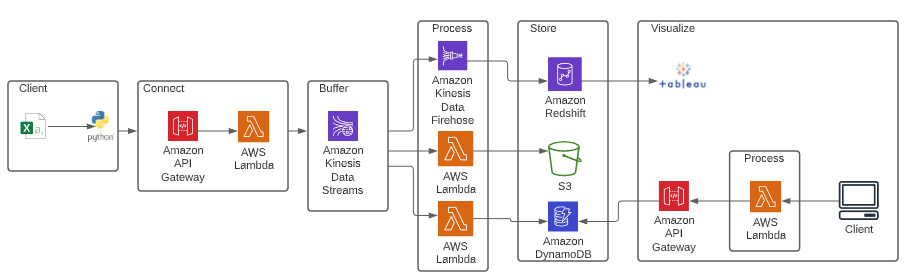 Client
X a,
python
Connect
Amazon
API
Gateway
AWS
Lambda
Buffer
Amazon
Kinesis
Data
Streams
Process
Amazon
Kinesis
Data
Firehose
AWS
Lambda
AWS
Lambda
Store
Amazon
Redshift
S3
Amazon
DynamoDB
Visualize
+ableau
Amazon
API
Gateway
Process
AWS
Lambda
Client